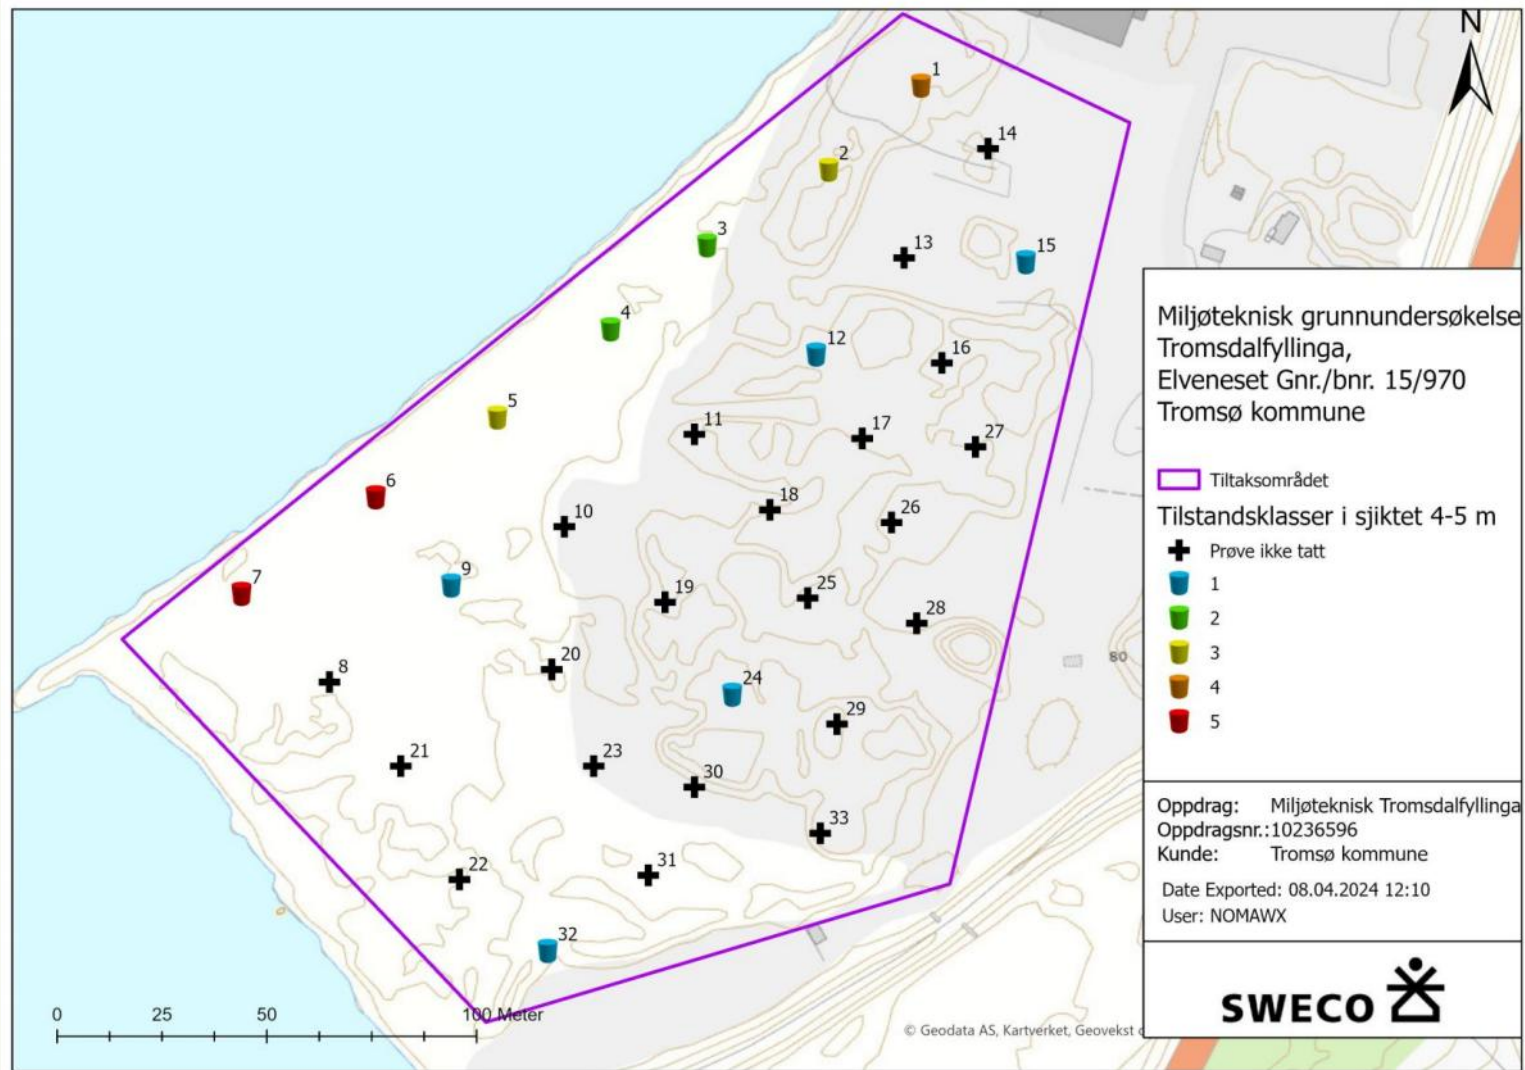 N
1
14
2
3
13
15
4
12
16
5
11
17
27
6
18
10
26
7
9
19
25
28
8
20
24
29
21
23
30
33
22
31
32
80
0 25 50 100 Meter
© Geodata AS, Kartverket, Geovekst
Miljøteknisk grunnundersøkelse
Tromsdalfyllinga,
Elveneset Gnr./bnr. 15/970
Tromsø kommune
Tiltaksområdet
Tilstandsklasser i sjiktet 4-5 m
Prøve ikke tatt
1
2
3
4
5
Oppdrag: Miljøteknisk Tromsdalfyllinga
Oppdragsnr.:10236596
Kunde: Tromsø kommune
Date Exported: 08.04.2024 12:10
User: NOMAWX
SWECO